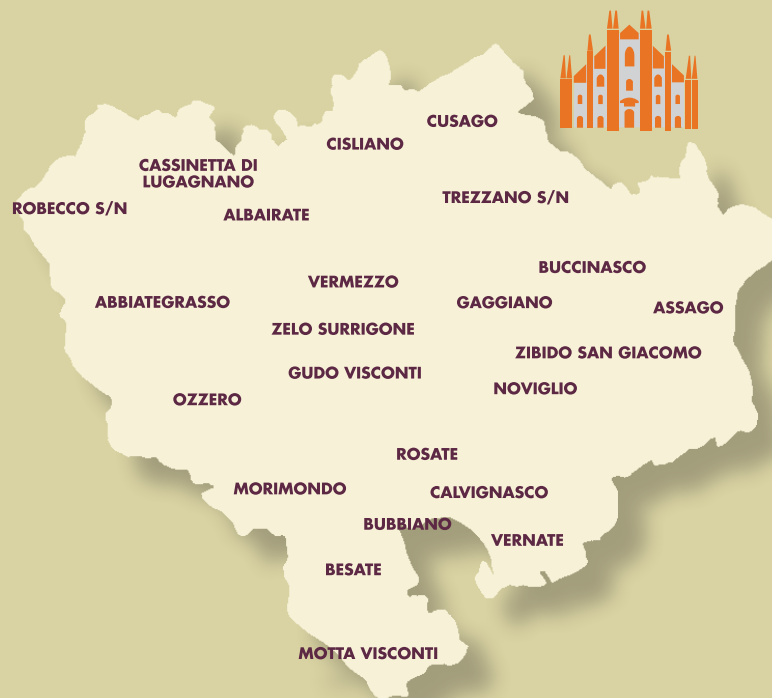 CUSAGO
CISLIANO
CASSINETTA DI
LUGAGNANO
TREZZANO S/N
ROBECCO S/N
ALBAIRATE
BUCCINASCO
VERMEZZO
ABBIATEGRASSO
GAGGIANO
ASSAGO
ZELO SURRIGONE
ZIBIDO SAN GIACOMO
GUDO VISCONTI
NOVIGLIO
OZZERO
ROSATE
MORIMONDO
CALVIGNASCO
BUBBIANO
VERNATE
BESATE
MOTTA VISCONTI